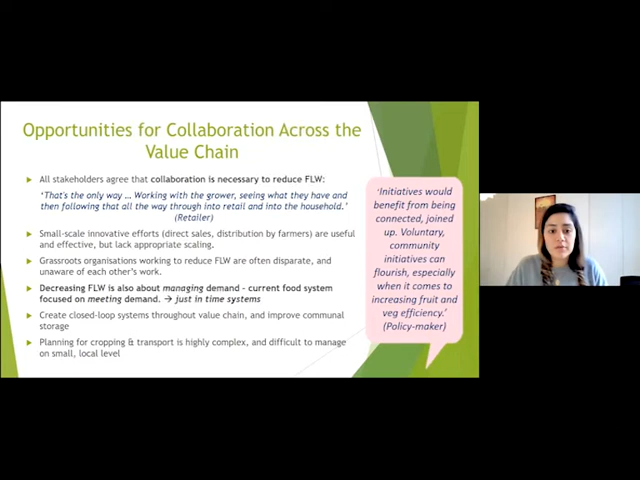 Opportunities for Collaboration Across the
Value Chain
All stakeholders agree that collaboration is necessary to reduce FLW:
'That's the only way … Working with the grower, seeing what they have and
then following that all the way through into retail and into the household.'
(Retailer)
Small-scale innovative efforts (direct sales, distribution by farmers) are useful
and effective, but lack appropriate scaling.
Grassroots organisations working to reduce FLW are often disparate, and
unaware of each other's work.
Decreasing FLW is also about managing demand – current food system
focused on meeting demand. → just in time systems
Create closed-loop systems throughout value chain, and improve communal
storage
Planning for cropping & transport is highly complex, and difficult to manage
on small, local level
'Initiatives would
benefit from being
connected, joined
up. Voluntary,
community
initiatives can
flourish, especially
when it comes to
increasing fruit and
veg efficiency.'
(Policy-maker)